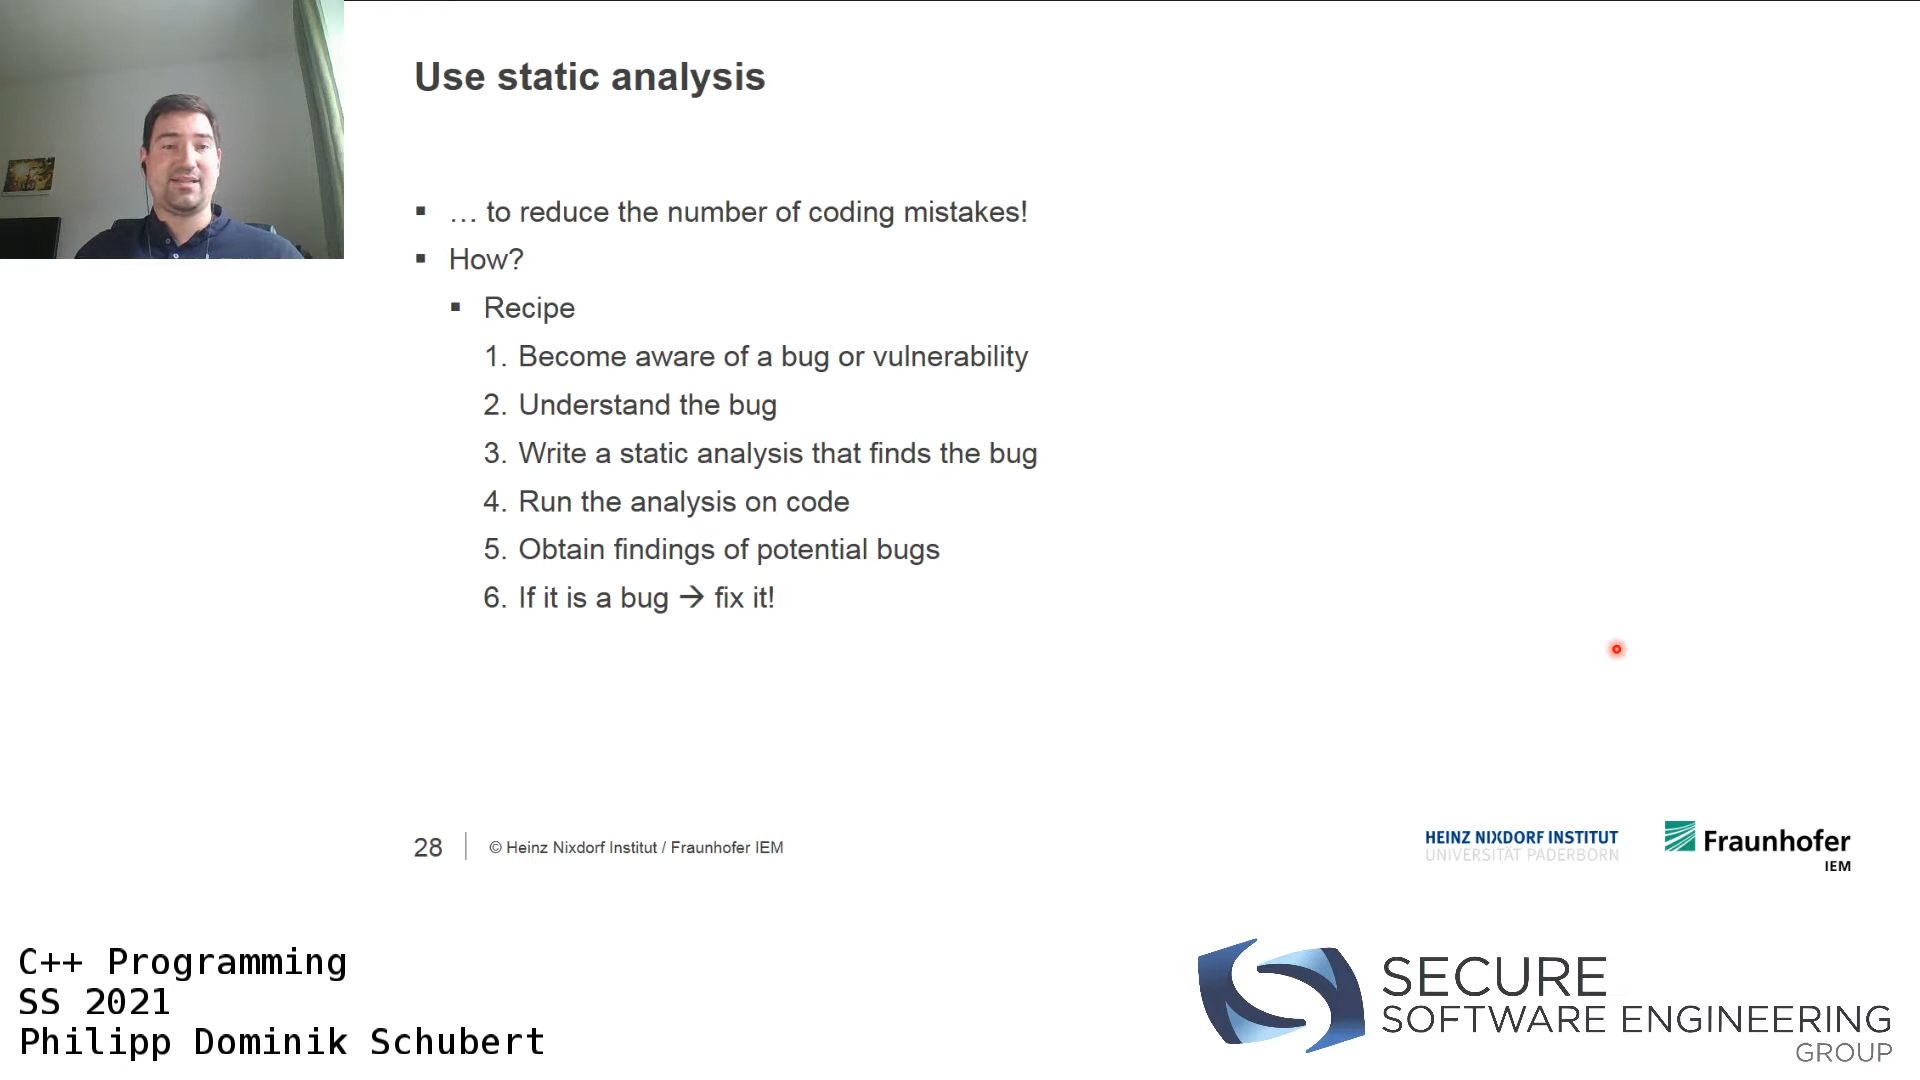 Use static analysis
… to reduce the number of coding mistakes!
How?
Recipe
1. Become aware of a bug or vulnerability
2. Understand the bug
3. Write a static analysis that finds the bug
4. Run the analysis on code
5. Obtain findings of potential bugs
6. If it is a bug → fix it!
28
© Heinz Nixdorf Institut / Fraunhofer IEM
HEINZ NIXDORF INSTITUT
UNIVERSITÄT PADERBORN
Fraunhofer
IEM
C++ Programming
SS 2021
Philipp Dominik Schubert
SECURE
SOFTWARE ENGINEERING
GROUP